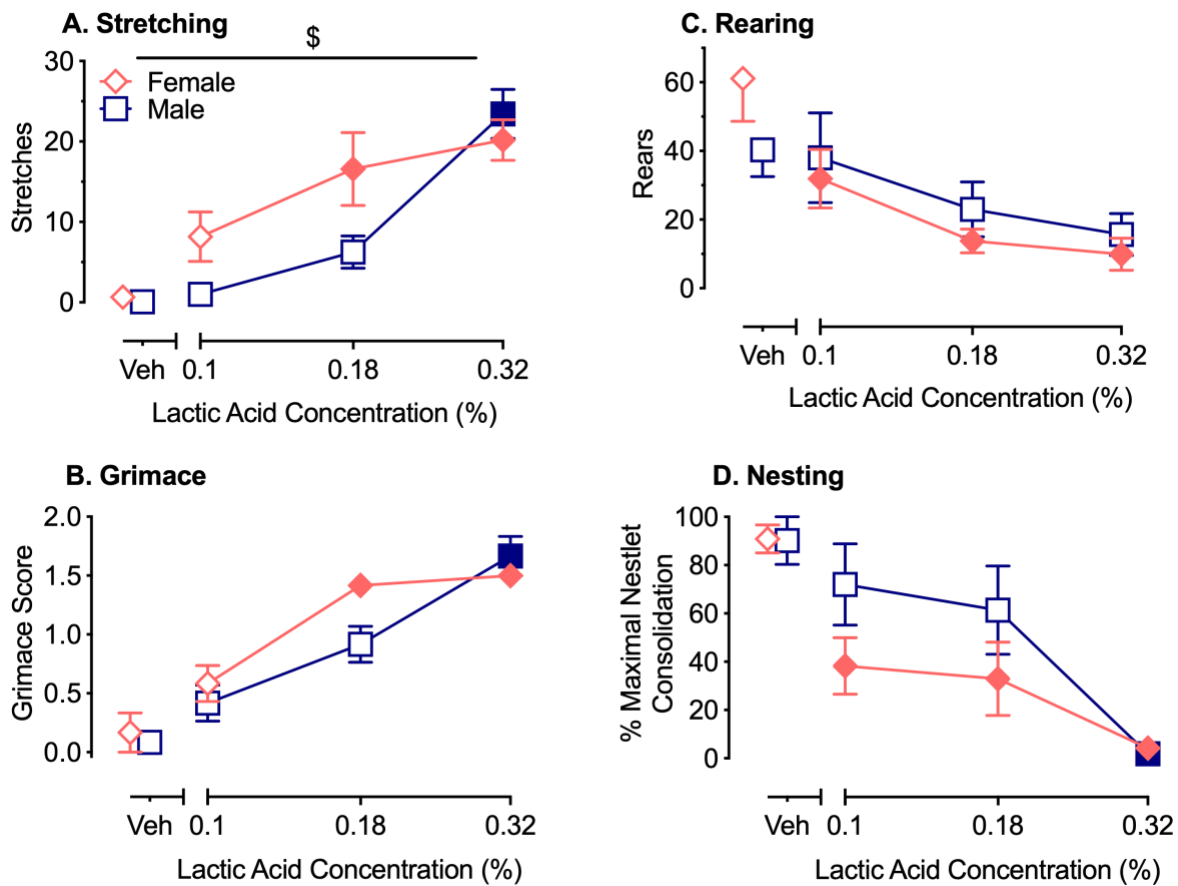 A. Stretching
$
30
20
10
0
Stretches
Female
Male
Veh 0.1 0.18 0.32
Lactic Acid Concentration (%)
C. Rearing
60
40
20
0
Rears
Veh 0.1 0.18 0.32
Lactic Acid Concentration (%)
B. Grimace
2.0
1.5
1.0
0.5
0.0
Grimace Score
Veh 0.1 0.18 0.32
Lactic Acid Concentration (%)
D. Nesting
100
80
60
40
20
0
% Maximal Nestlet
Consolidation
Veh 0.1 0.18 0.32
Lactic Acid Concentration (%)